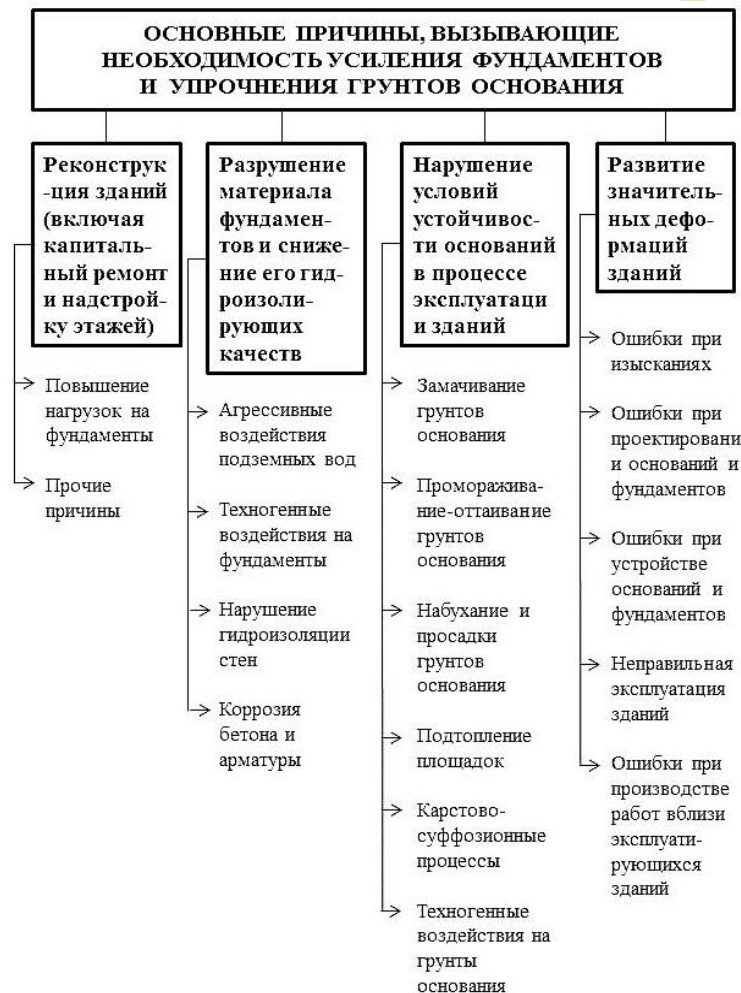 ОСНОВНЫЕ ПРИЧИНЫ, ВЫЗЫВАЮЩИЕ
НЕОБХОДИМОСТЬ УСИЛЕНИЯ ФУНДАМЕНТОВ
И УПРОЧНЕНИЯ ГРУНТОВ ОСНОВАНИЯ
Реконструк
-ция зданий
(включая
капиталь-
ный ремонт
и надстрой-
ку этажей)
Повышение
нагрузок на
фундаменты
Прочие
причины
Разрушение
материала
фундамен-
тов и сниже-
ние его гид-
роизоли-
рующих
качеств
Агрессивные
воздействия
подземных вод
Техногенные
воздействия на
фундаменты
Нарушение
гидроизоляции
стен
Коррозия
бетона и
арматуры
Нарушение
условий
устойчивос-
ти оснований
в процессе
эксплуатаци
и зданий
Замачивание
грунтов
основания
Промоража­ива-
ние-оттаивание
грунтов
основания
Набухание и
просадки
грунтов
основания
Подтопление
площадок
Карстово-
суффозионные
процессы
Техногенные
воздействия на
грунты
основания
Развитие
значитель-
ных дефо-
рмаций
зданий
Ошибки при
изысканиях
Ошибки при
проектировани
и оснований и
фундаментов
Ошибки при
устройстве
оснований и
фундаментов
Неправильная
эксплуатация
зданий
Ошибки при
производстве
работ вблизи
эксплуати-
рующихся
зданий